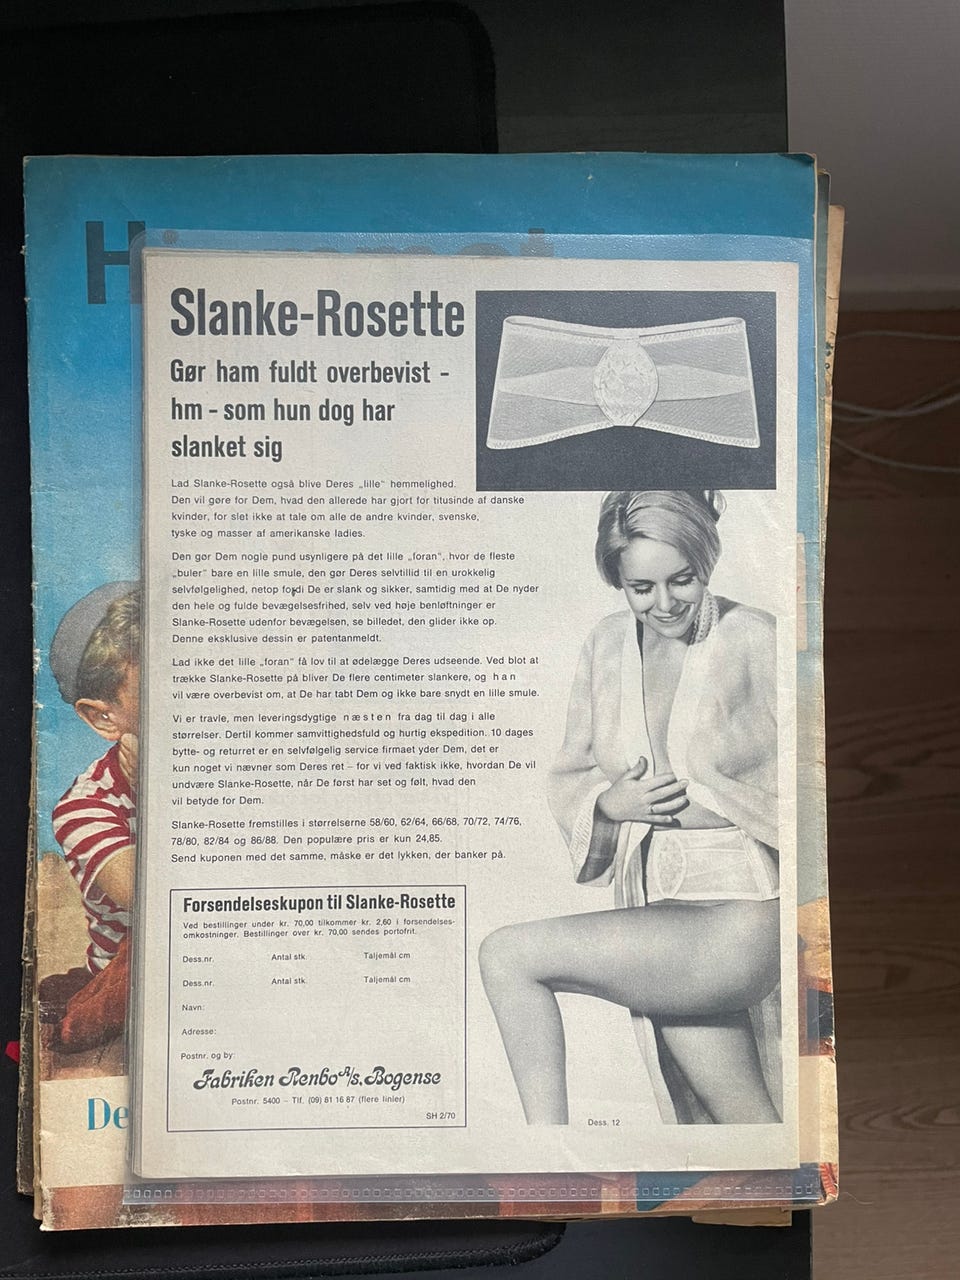 Slanke-Rosette
Gør ham fuldt overbevist -
hm - som hun dog har
slanket sig
Lad Slanke-Rosette også blive Deres „lille“ hemmelighed.
Den vil gøre for Dem, hvad den allerede har gjort for titusinde af danske
kvinder, for slet ikke at tale om alle de andre kvinder, svenske,
tyske og masser af amerikanske ladies.
Den gør Dem nogle pund usynligere på det lille „foran“, hvor de fleste
„buler“ bare en lille smule, den gør Deres selvtillid til en urokkelig
selvfølgelighed, netop fordi De er slank og sikker, samtidig med at De nyder
den hele og fulde bevægelsesfrihed, selv ved høje benløftninger er
Slanke-Rosette udenfor bevægelsen, se billedet, den glider ikke op.
Denne eksklusive dessin er patentanmeldt.
Lad ikke det lille „foran“ få lov til at ødelægge Deres udseende. Ved blot at
trække Slanke-Rosette på bliver De flere centimeter slankere, og han
vil være overbevist om, at De har tabt Dem og ikke bare snydt en lille smule.
Vi er travle, men leveringsdygtige næsten fra dag til dag i alle
størrelser. Dertil kommer samvittighedsfuld og hurtig ekspedition. 10 dages
bytte- og returret er en selvfølgelig service firmaet yder Dem, det er
kun noget vi nævner som Deres ret – for vi ved faktisk ikke, hvordan De vil
undvære Slanke-Rosette, når De først har set og følt, hvad den
vil betyde for Dem.
Slanke-Rosette fremstilles i størrelserne 58/60, 62/64, 66/68, 70/72, 74/76,
78/80, 82/84 og 86/88. Den populære pris er kun 24,85.
Send kuponen med det samme, måske er det lykken, der banker på.
Forsendelseskupon til Slanke-Rosette
Ved bestillinger under kr. 70,00 tilkommer kr. 2,60 i forsendelses-
omkostninger. Bestillinger over kr. 70,00 sendes portofrit.
Dess.nr. Antal stk. Taljemål cm
Dess.nr. Antal stk. Taljemål cm
Navn:
Adresse:
Postnr. og by:
Fabriken Renbo A/s, Bogense
Postnr. 5400 – Tlf. (09) 81 16 87 (flere linier)
SH 2/70
Dess. 12
De